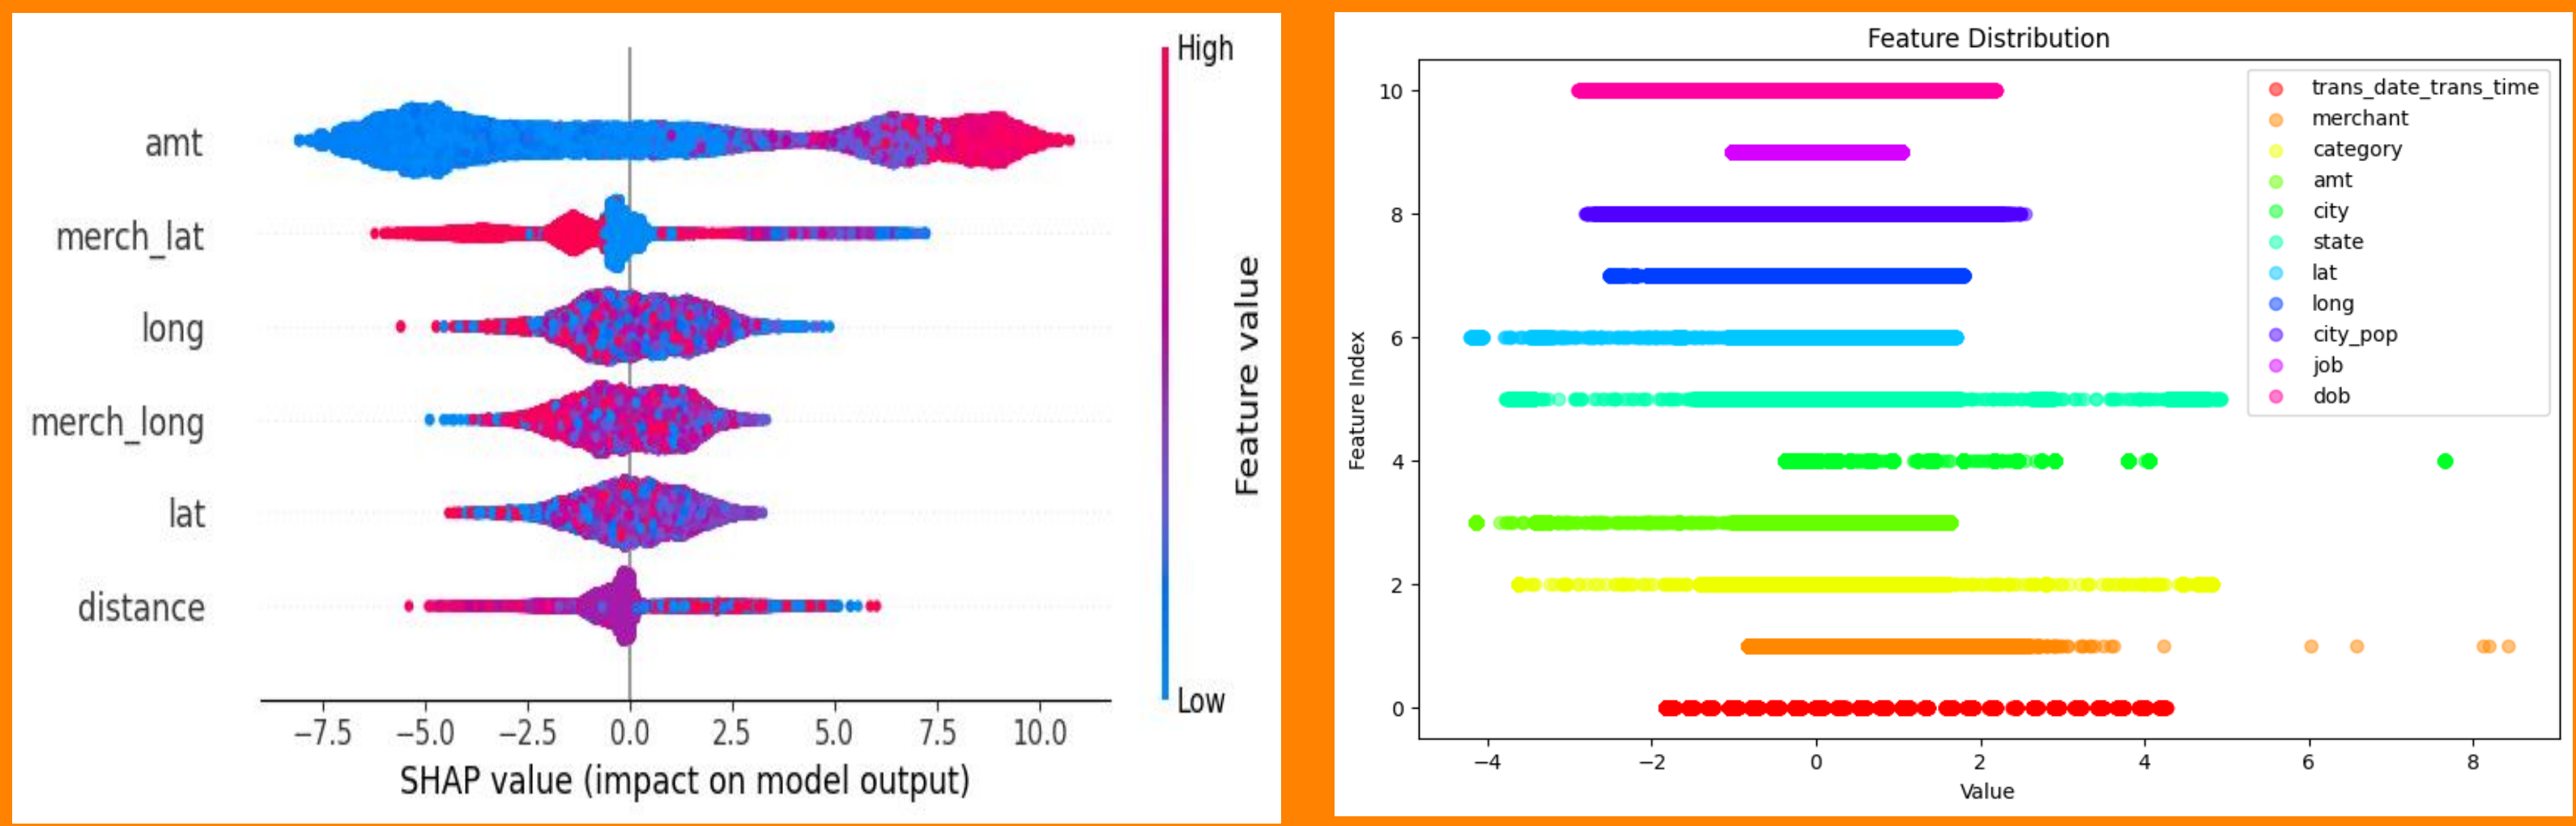 High
amt
merch_lat
long
merch_long
lat
distance
Feature value
Low
−7.5 −5.0 −2.5 0.0 2.5 5.0 7.5 10.0
SHAP value (impact on model output)
Feature Distribution
10
8
6
4
2
0
Feature Index
−4 −2 0 2 4 6 8
Value
trans_date_trans_time
merchant
category
amt
city
state
lat
long
city_pop
job
dob